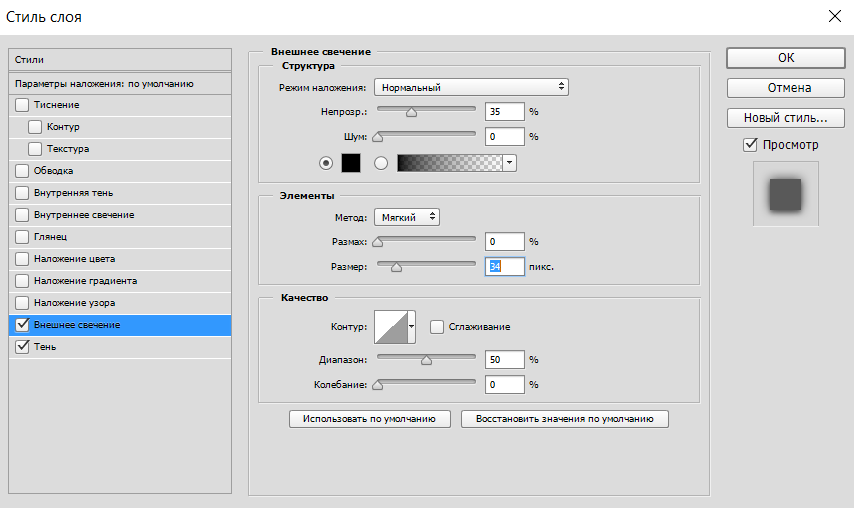 Стиль слоя
Стили
Параметры наложения: по умолчанию
Тиснение
Контур
Текстура
Обводка
Внутренняя тень
Внутреннее свечение
Глянец
Наложение цвета
Наложение градиента
Наложение узора
Внешнее свечение
Тень
Внешнее свечение
Структура
Режим наложения: Нормальный
Непрозр.: 35 %
Шум: 0 %
Элементы
Метод: Мягкий
Размах: 0 %
Размер: 34 пикс.
Качество
Контур: Сглаживание
Диапазон: 50 %
Колебание: 0 %
Использовать по умолчанию Восстановить значения по умолчанию
ОК
Отмена
Новый стиль...
Просмотр